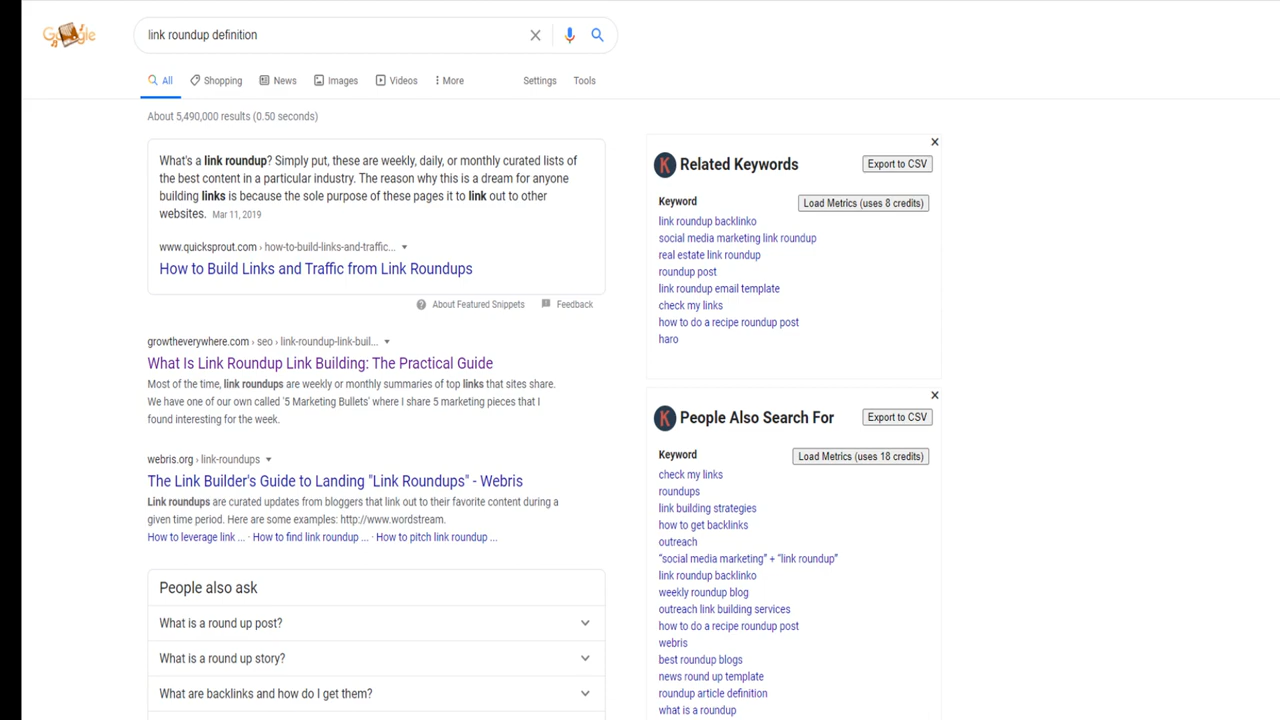 Google
link roundup definition
All
Shopping
News
Images
Videos
More
Settings
Tools
About 5,490,000 results (0.50 seconds)
What's a link roundup? Simply put, these are weekly, daily, or monthly curated lists of
the best content in a particular industry. The reason why this is a dream for anyone
building links is because the sole purpose of these pages it to link out to other
websites. Mar 11, 2019
www.quicksprout.com › how-to-build-links-and-traffic...
How to Build Links and Traffic from Link Roundups
About Featured Snippets
Feedback
growtheverywhere.com › seo › link-roundup-link-buil...
What Is Link Roundup Link Building: The Practical Guide
Most of the time, link roundups are weekly or monthly summaries of top links that sites share.
We have one of our own called '5 Marketing Bullets' where I share 5 marketing pieces that I
found interesting for the week.
webris.org › link-roundups
The Link Builder's Guide to Landing "Link Roundups" - Webris
Link roundups are curated updates from bloggers that link out to their favorite content during a
given time period. Here are some examples: http://www.wordstream.
How to leverage link ... · How to find link roundup ... · How to pitch link roundup ...
People also ask
What is a round up post?
What is a round up story?
What are backlinks and how do I get them?
K
Related Keywords
Export to CSV
Keyword
Load Metrics (uses 8 credits)
link roundup backlinko
social media marketing link roundup
real estate link roundup
roundup post
link roundup email template
check my links
how to do a recipe roundup post
haro
K
People Also Search For
Export to CSV
Keyword
Load Metrics (uses 18 credits)
check my links
roundups
link building strategies
how to get backlinks
outreach
“social media marketing” + “link roundup”
link roundup backlinko
weekly roundup blog
outreach link building services
how to do a recipe roundup post
webris
best roundup blogs
news round up template
roundup article definition
what is a roundup